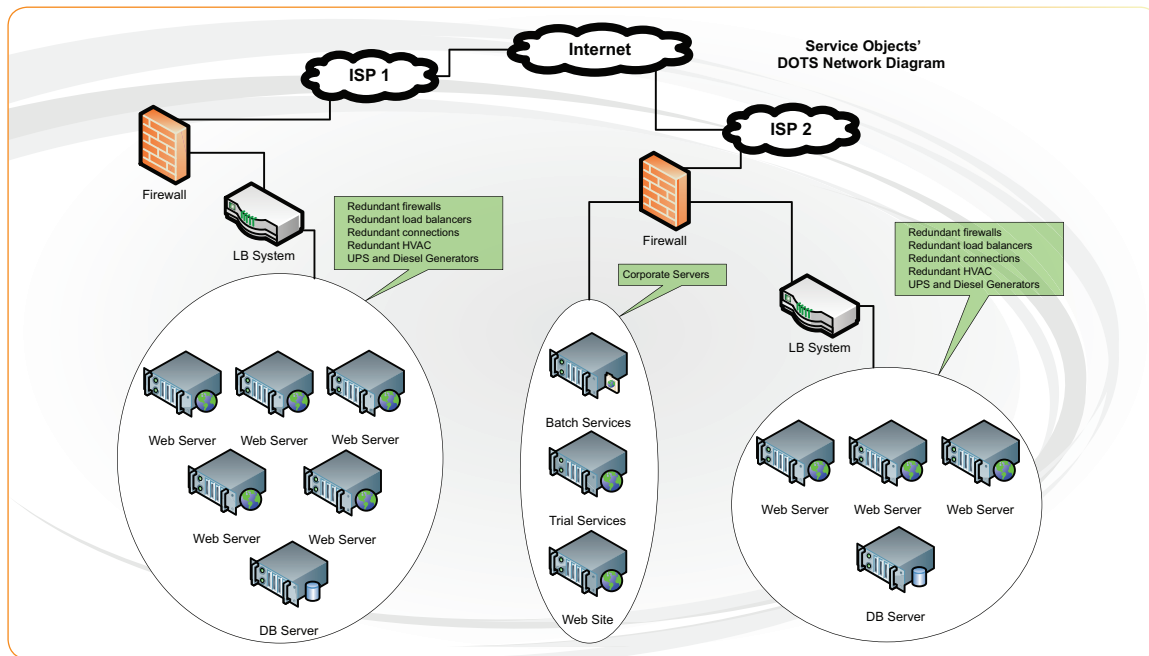 Internet
Service Objects'
DOTS Network Diagram
ISP 1
ISP 2
Firewall
LB System
Redundant firewalls
Redundant load balancers
Redundant connections
Redundant HVAC
UPS and Diesel Generators
Firewall
Corporate Servers
LB System
Redundant firewalls
Redundant load balancers
Redundant connections
Redundant HVAC
UPS and Diesel Generators
Web Server
Web Server
Web Server
Web Server
Web Server
DB Server
Batch Services
Trial Services
Web Site
Web Server
Web Server
Web Server
DB Server